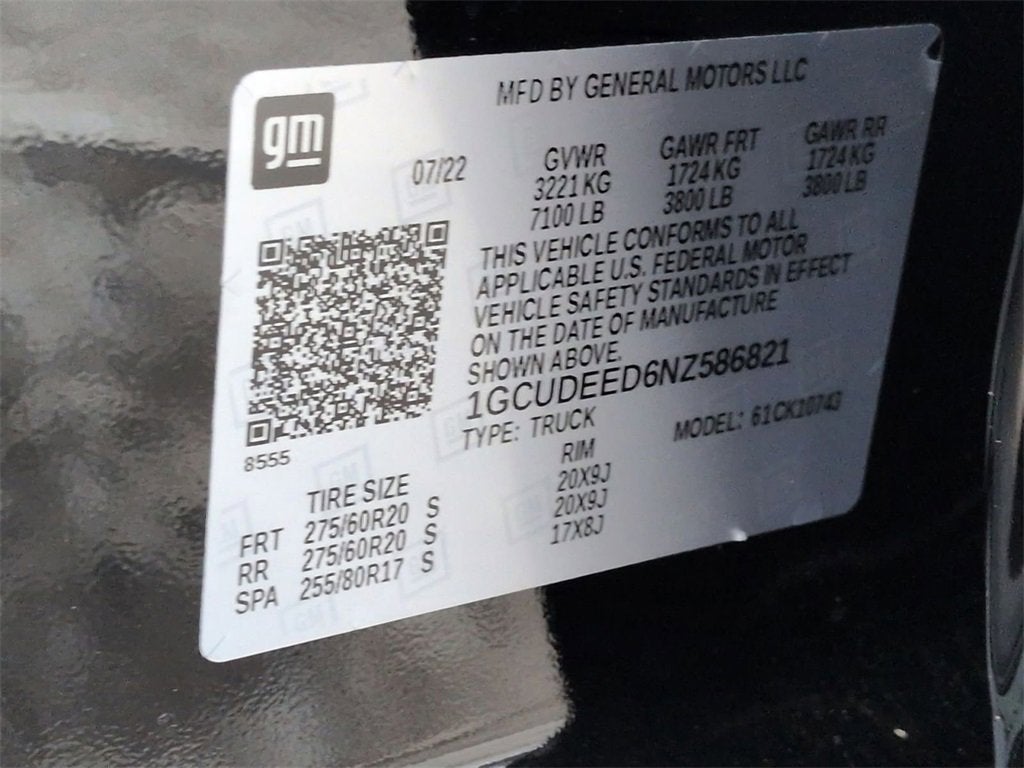 MFD BY GENERAL MOTORS LLC
gm
07/22
GVWR GAWR FRT GAWR RR
3221 KG 1724 KG 1724 KG
7100 LB 3800 LB 3800 LB
THIS VEHICLE CONFORMS TO ALL
APPLICABLE U.S. FEDERAL MOTOR
VEHICLE SAFETY STANDARDS IN EFFECT
ON THE DATE OF MANUFACTURE
SHOWN ABOVE.
1GCUDEED6NZ586821
TYPE: TRUCK MODEL: 61CK10743
8555
TIRE SIZE RIM
FRT 275/60R20 S 20X9J
RR 275/60R20 S 20X9J
SPA 255/80R17 S 17X8J